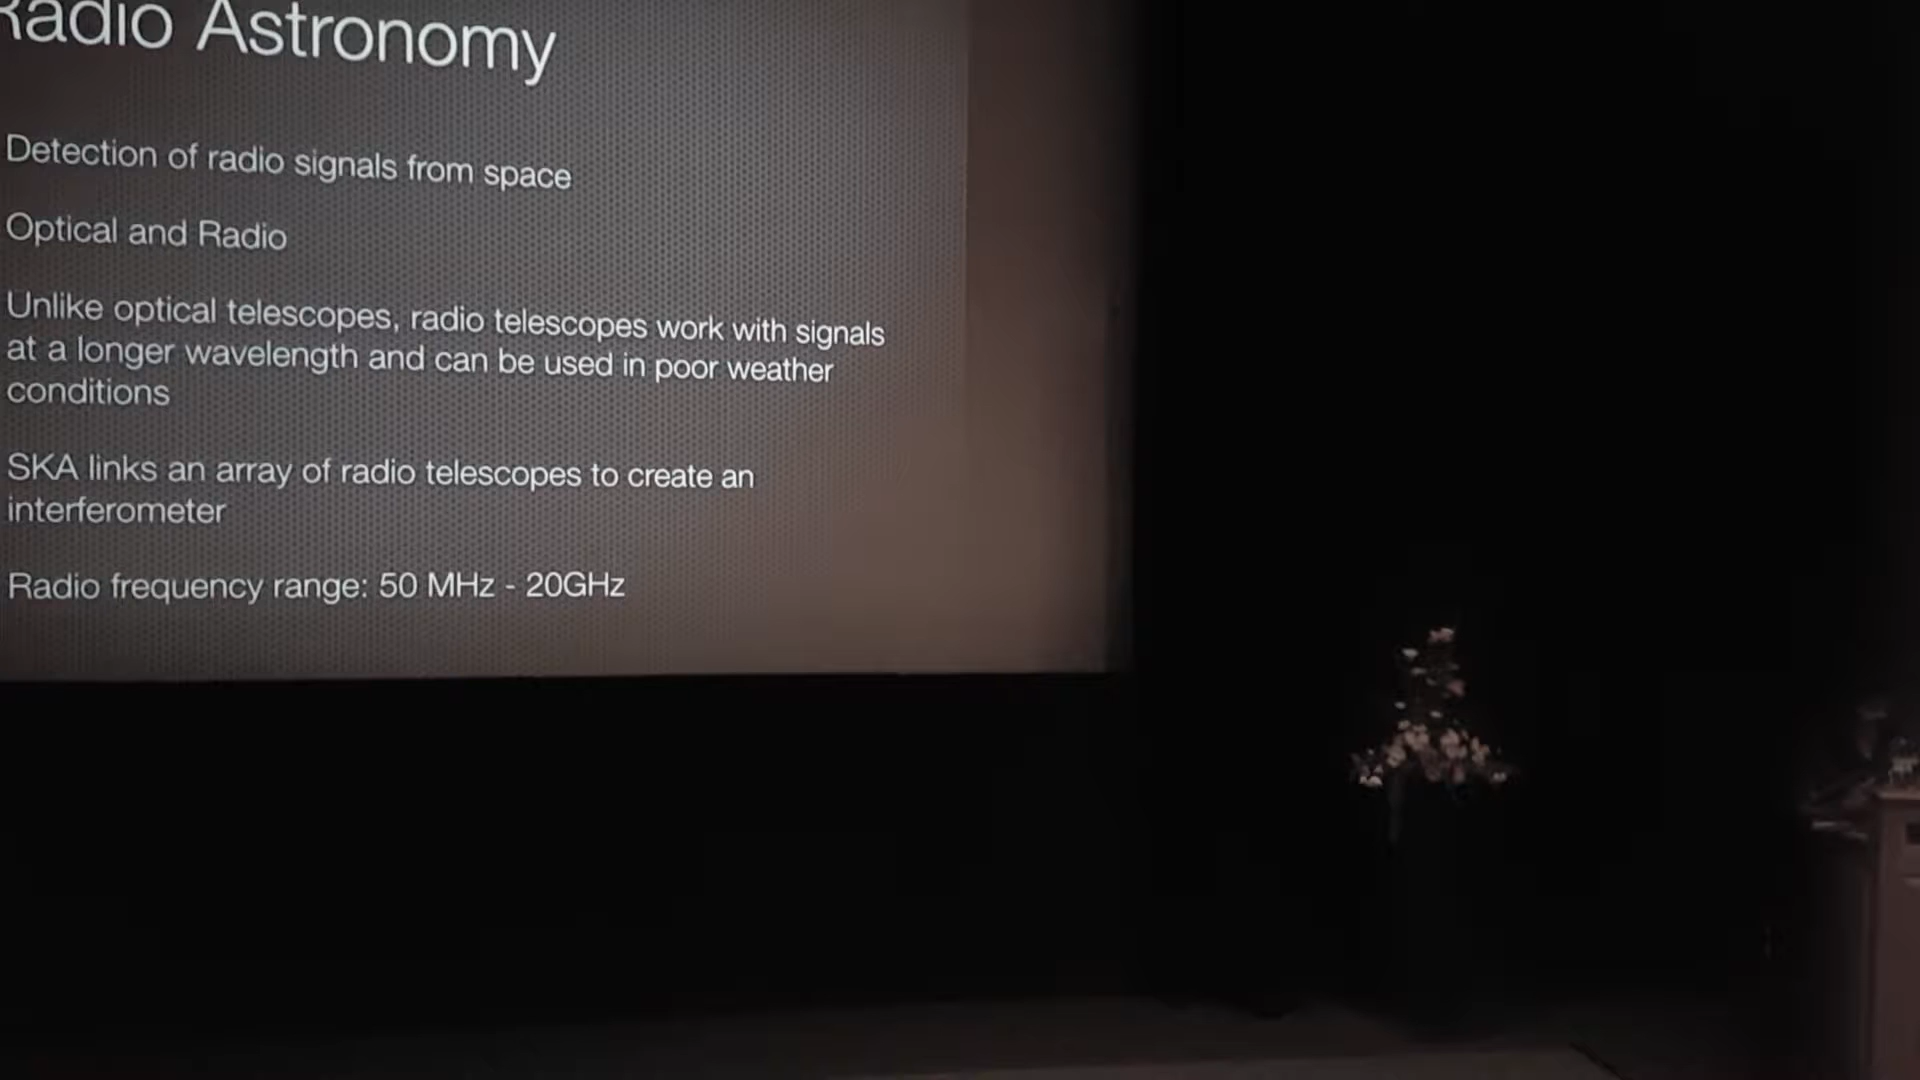 Radio Astronomy
Detection of radio signals from space
Optical and Radio
Unlike optical telescopes, radio telescopes work with signals
at a longer wavelength and can be used in poor weather
conditions
SKA links an array of radio telescopes to create an
interferometer
Radio frequency range: 50 MHz - 20GHz